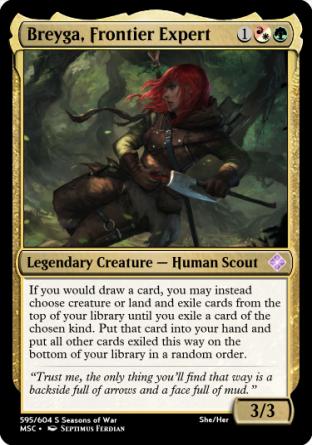 Breyga, Frontier Expert 1
Legendary Creature — Human Scout
If you would draw a card, you may instead
choose creature or land and exile cards from the
top of your library until you exile a card of the
chosen kind. Put that card into your hand and
put all other cards exiled this way on the
bottom of your library in a random order.
“Trust me, the only thing you’ll find that way is a
backside full of arrows and a face full of mud.”
3/3
595/604 S Seasons of War She/Her
MSC • Septimus Ferdian